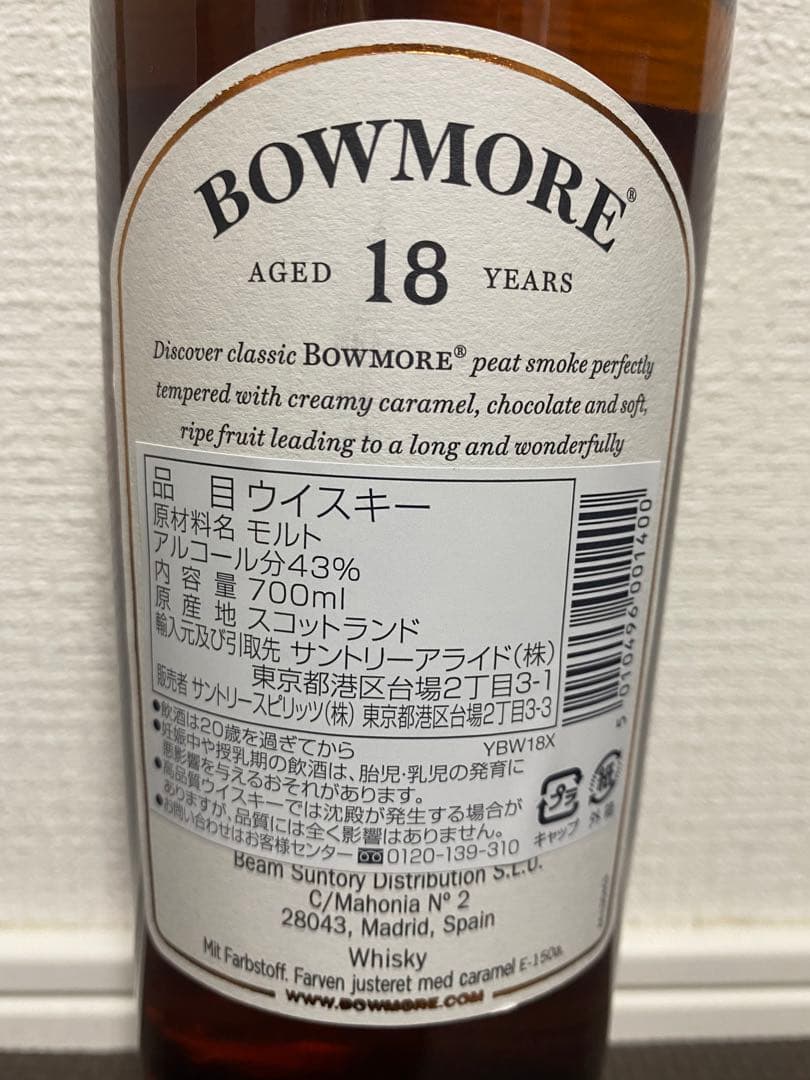 BOWMORE®
AGED 18 YEARS
Discover classic BOWMORE® peat smoke perfectly
tempered with creamy caramel, chocolate and soft,
ripe fruit leading to a long and wonderfully
品目 ウイスキー
原材料名 モルト
アルコール分43%
内容量 700ml
原産地 スコットランド
輸入元及び引取先 サントリーアライド(株)
東京都港区台場2丁目3-1
販売者 サントリースピリッツ(株) 東京都港区台場2丁目3-3
YBW18X
●飲酒は20歳を過ぎてから
●妊娠中や授乳期の飲酒は、胎児・乳児の発育に
悪影響を与えるおそれがあります。
●高品質ウイスキーでは沈殿が発生する場合が
ありますが、品質には全く影響はありません。
●お問い合わせはお客様センター 0120-139-310
5 010496 001400
プラ
キャップ
紙
外箱
Beam Suntory Distribution S.L.U.
C/Mahonia Nº 2
28043, Madrid, Spain
Whisky
Mit Farbstoff. Farven justeret med caramel E-150a.
WWW.BOWMORE.COM